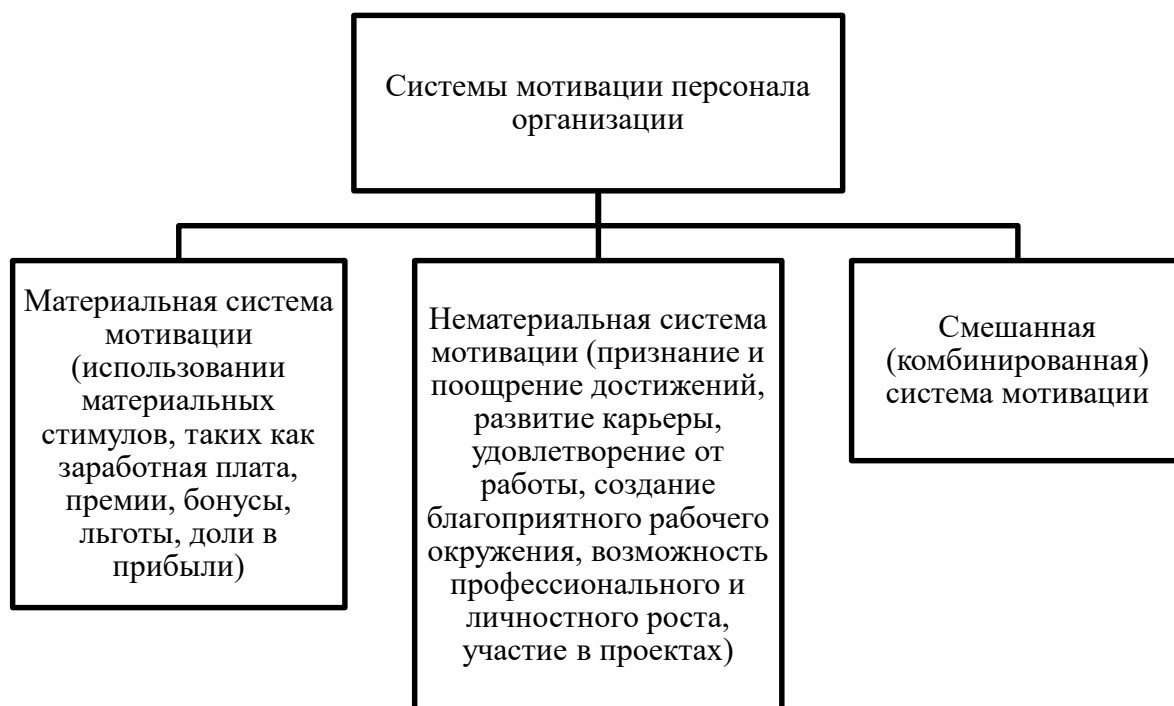 Системы мотивации персонала
организации
Материальная система
мотивации
(использовании
материальных
стимулов, таких как
заработная плата,
премии, бонусы,
льготы, доли в
прибыли)
Нематериальная система
мотивации (признание и
поощрение достижений,
развитие карьеры,
удовлетворение от
работы, создание
благоприятного рабочего
окружения, возможность
профессионального и
личностного роста,
участие в проектах)
Смешанная
(комбинированная)
система мотивации